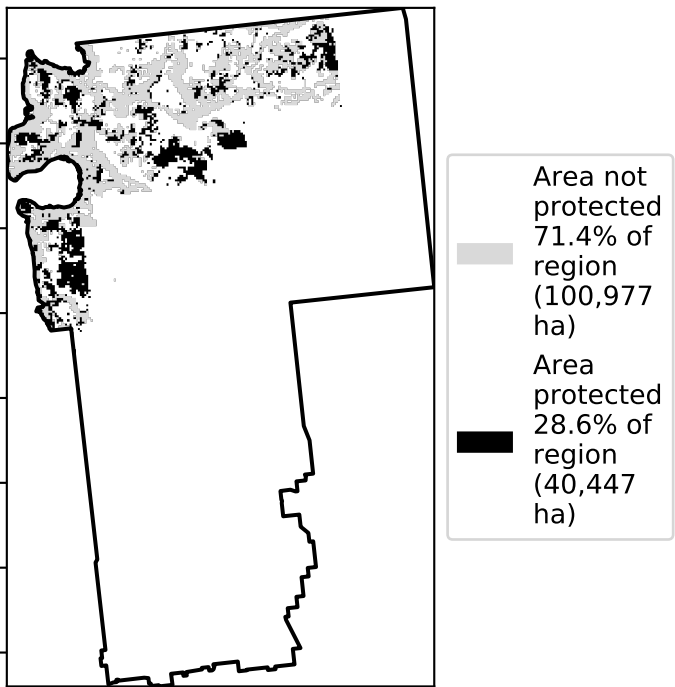 Area not
protected
71.4% of
region
(100,977
ha)
Area
protected
28.6% of
region
(40,447
ha)